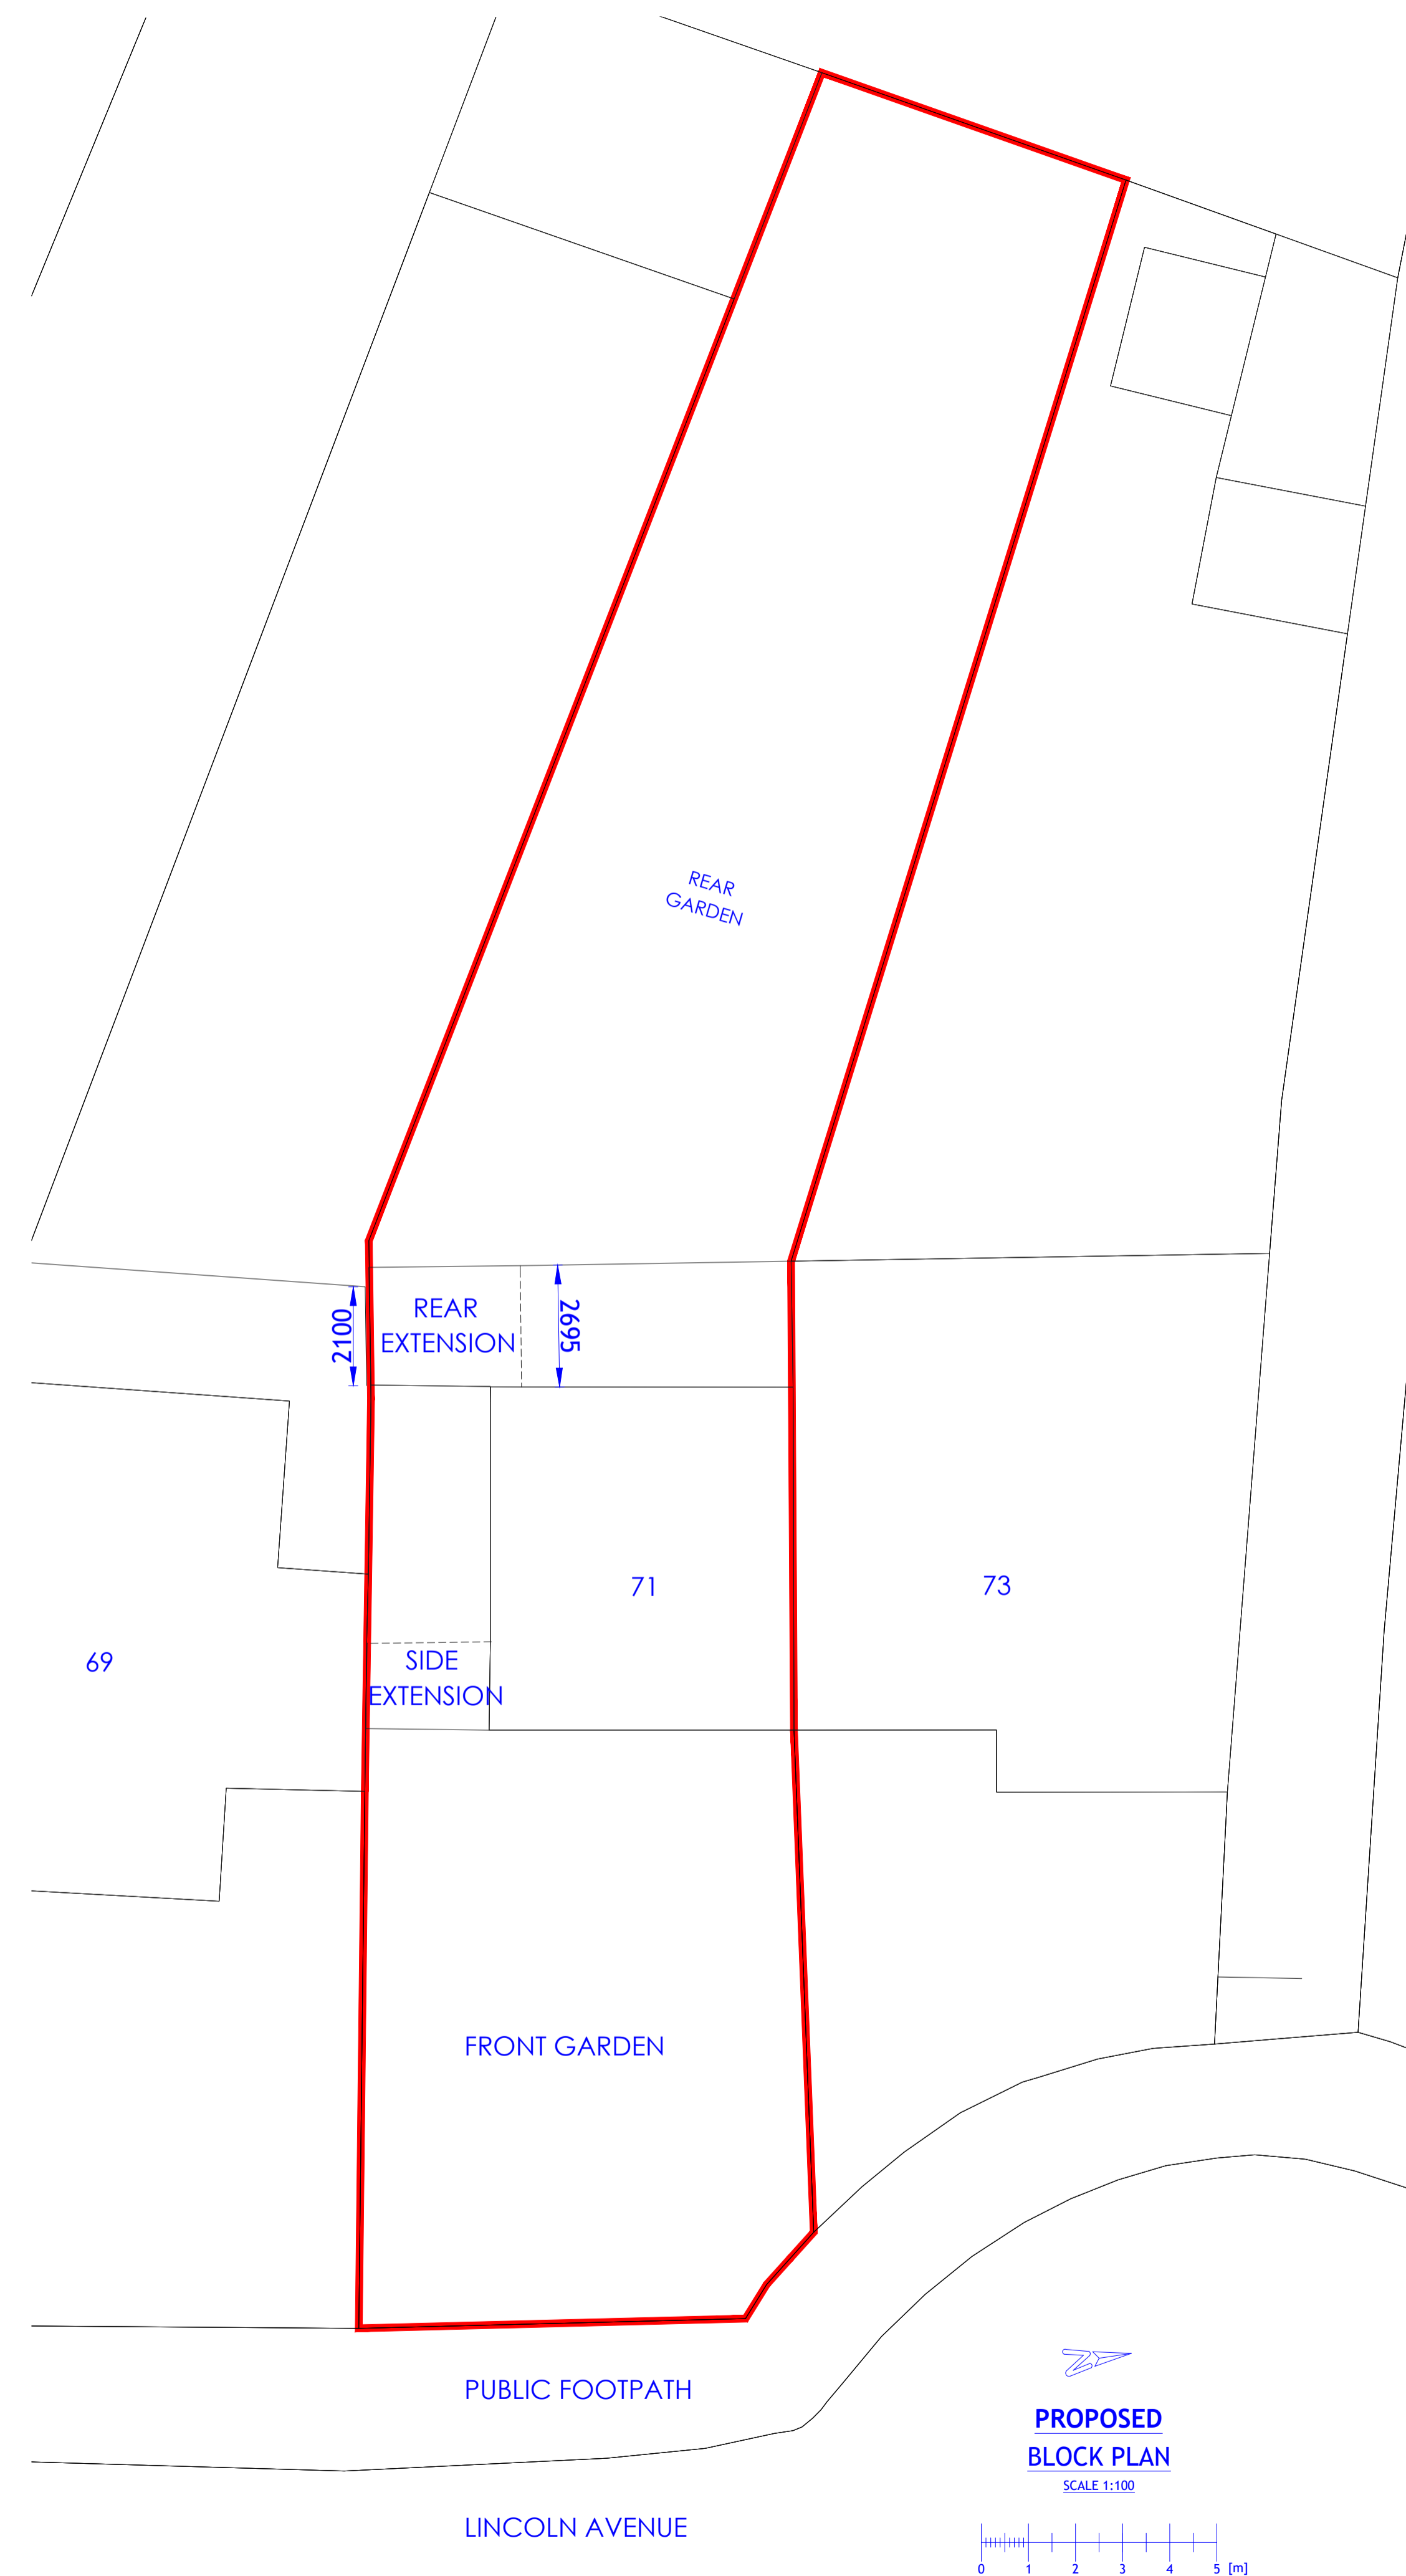 REAR
GARDEN
REAR
EXTENSION
2100
2695
71
73
69
SIDE
EXTENSION
FRONT GARDEN
PUBLIC FOOTPATH
LINCOLN AVENUE
N
PROPOSED
BLOCK PLAN
SCALE 1:100
0 1 2 3 4 5 [m]